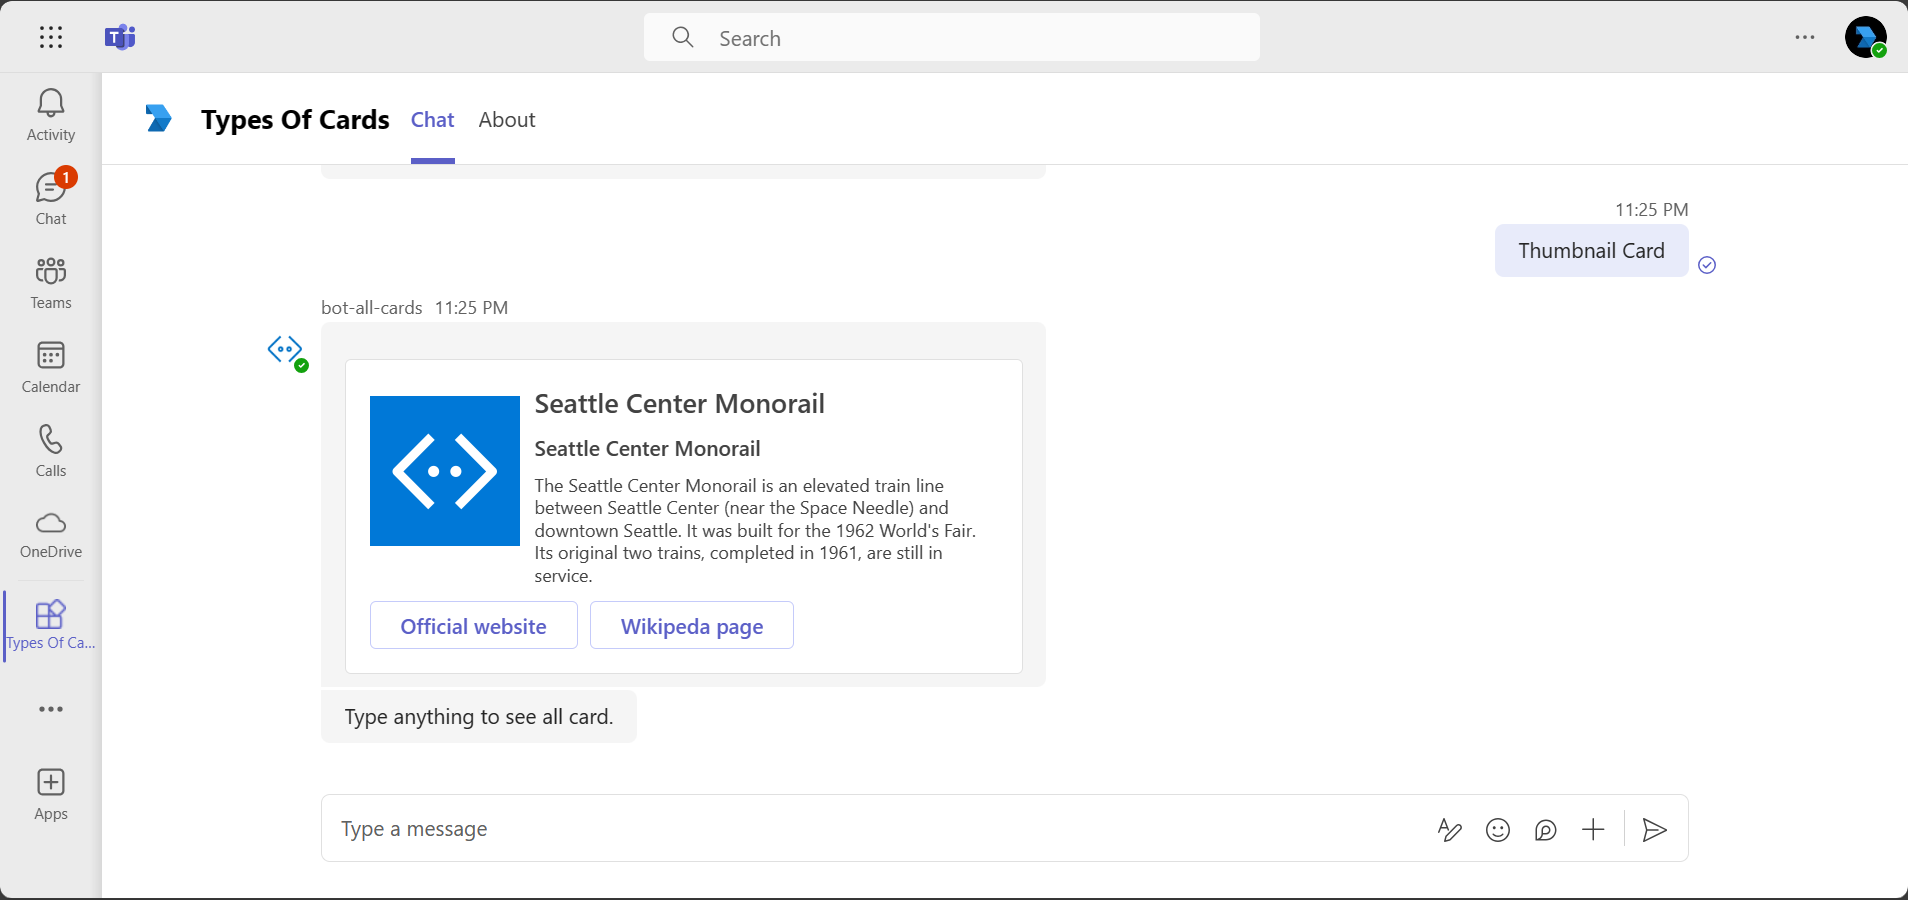 Search
Activity
1
Chat
Teams
Calendar
Calls
OneDrive
Types Of Ca...
Apps
Types Of Cards Chat About
11:25 PM
Thumbnail Card
bot-all-cards 11:25 PM
Seattle Center Monorail
Seattle Center Monorail
The Seattle Center Monorail is an elevated train line
between Seattle Center (near the Space Needle) and
downtown Seattle. It was built for the 1962 World's Fair.
Its original two trains, completed in 1961, are still in
service.
Official website Wikipeda page
Type anything to see all card.
Type a message